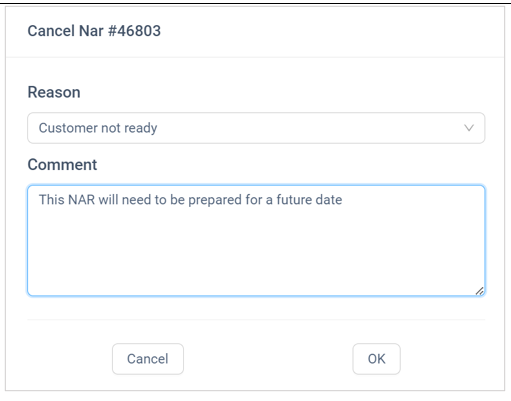 Cancel Nar #46803
Reason
Customer not ready
Comment
This NAR will need to be prepared for a future date
Cancel
OK